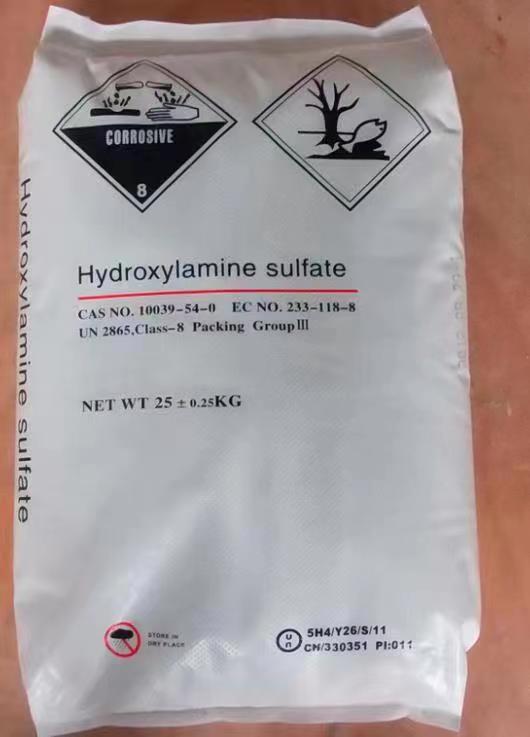 CORROSIVE
8
Hydroxylamine sulfate
Hydroxylamine sulfate
CAS NO. 10039-54-0 EC NO. 233-118-8
UN 2865,Class-8 Packing GroupⅢ
NET WT 25 ± 0.25KG
STORE IN
DRY PLACE
un
5H4/Y26/S/11
CN/330351 PI:011